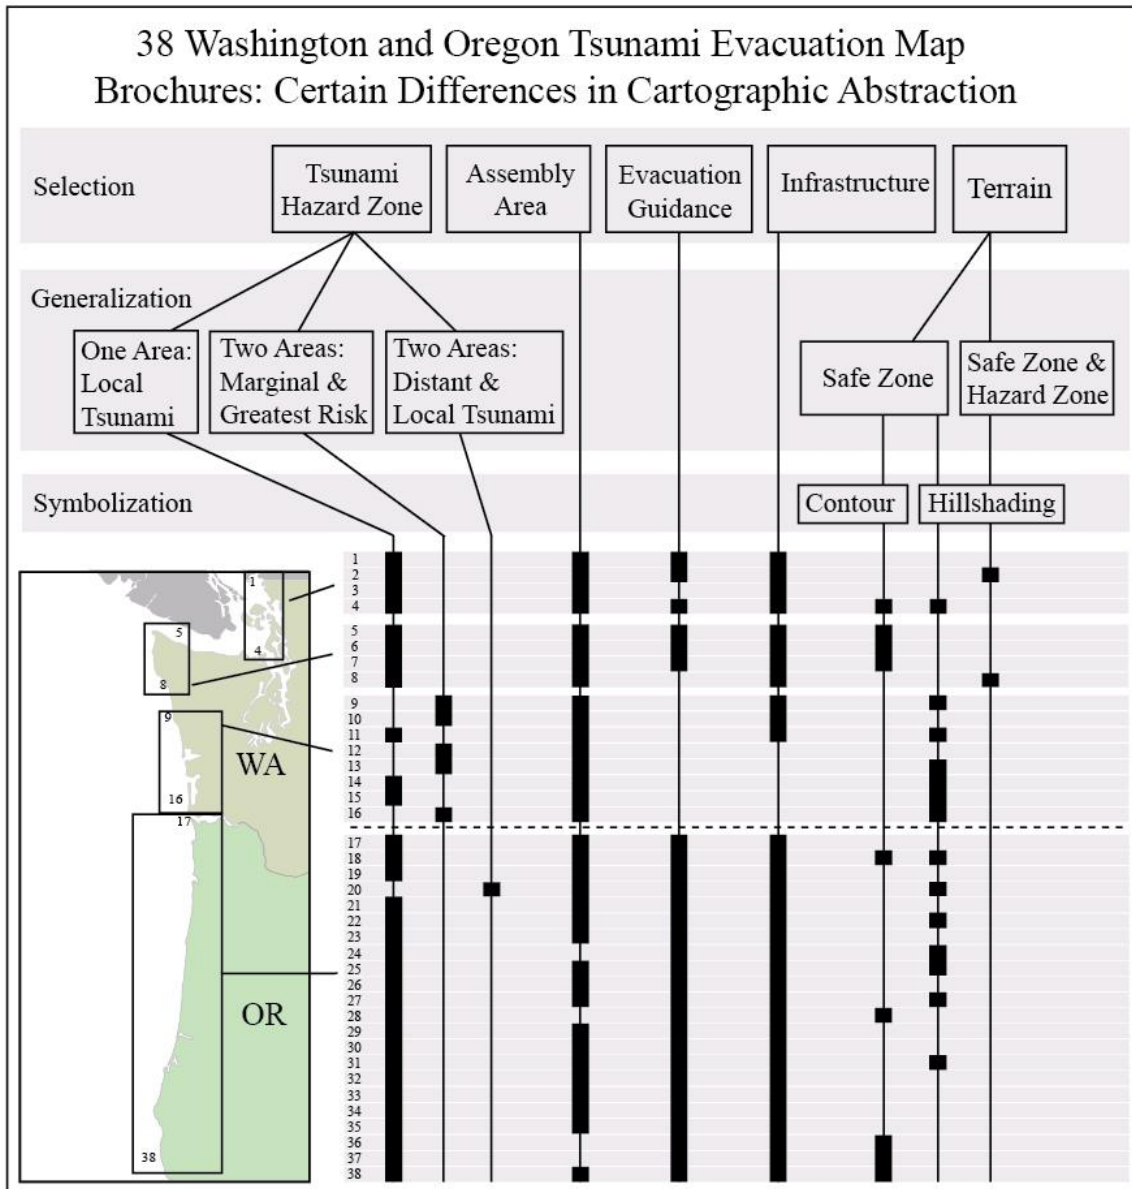 38 Washington and Oregon Tsunami Evacuation Map
Brochures: Certain Differences in Cartographic Abstraction
Selection
Tsunami
Hazard Zone
Assembly
Area
Evacuation
Guidance
Infrastructure
Terrain
Generalization
One Area:
Local
Tsunami
Two Areas:
Marginal &
Greatest Risk
Two Areas:
Distant &
Local Tsunami
Safe Zone
Safe Zone &
Hazard Zone
Symbolization
Contour
Hillshading
1
4
5
8
9
16
WA
17
OR
38
1
2
3
4
5
6
7
8
9
10
11
12
13
14
15
16
17
18
19
20
21
22
23
24
25
26
27
28
29
30
31
32
33
34
35
36
37
38